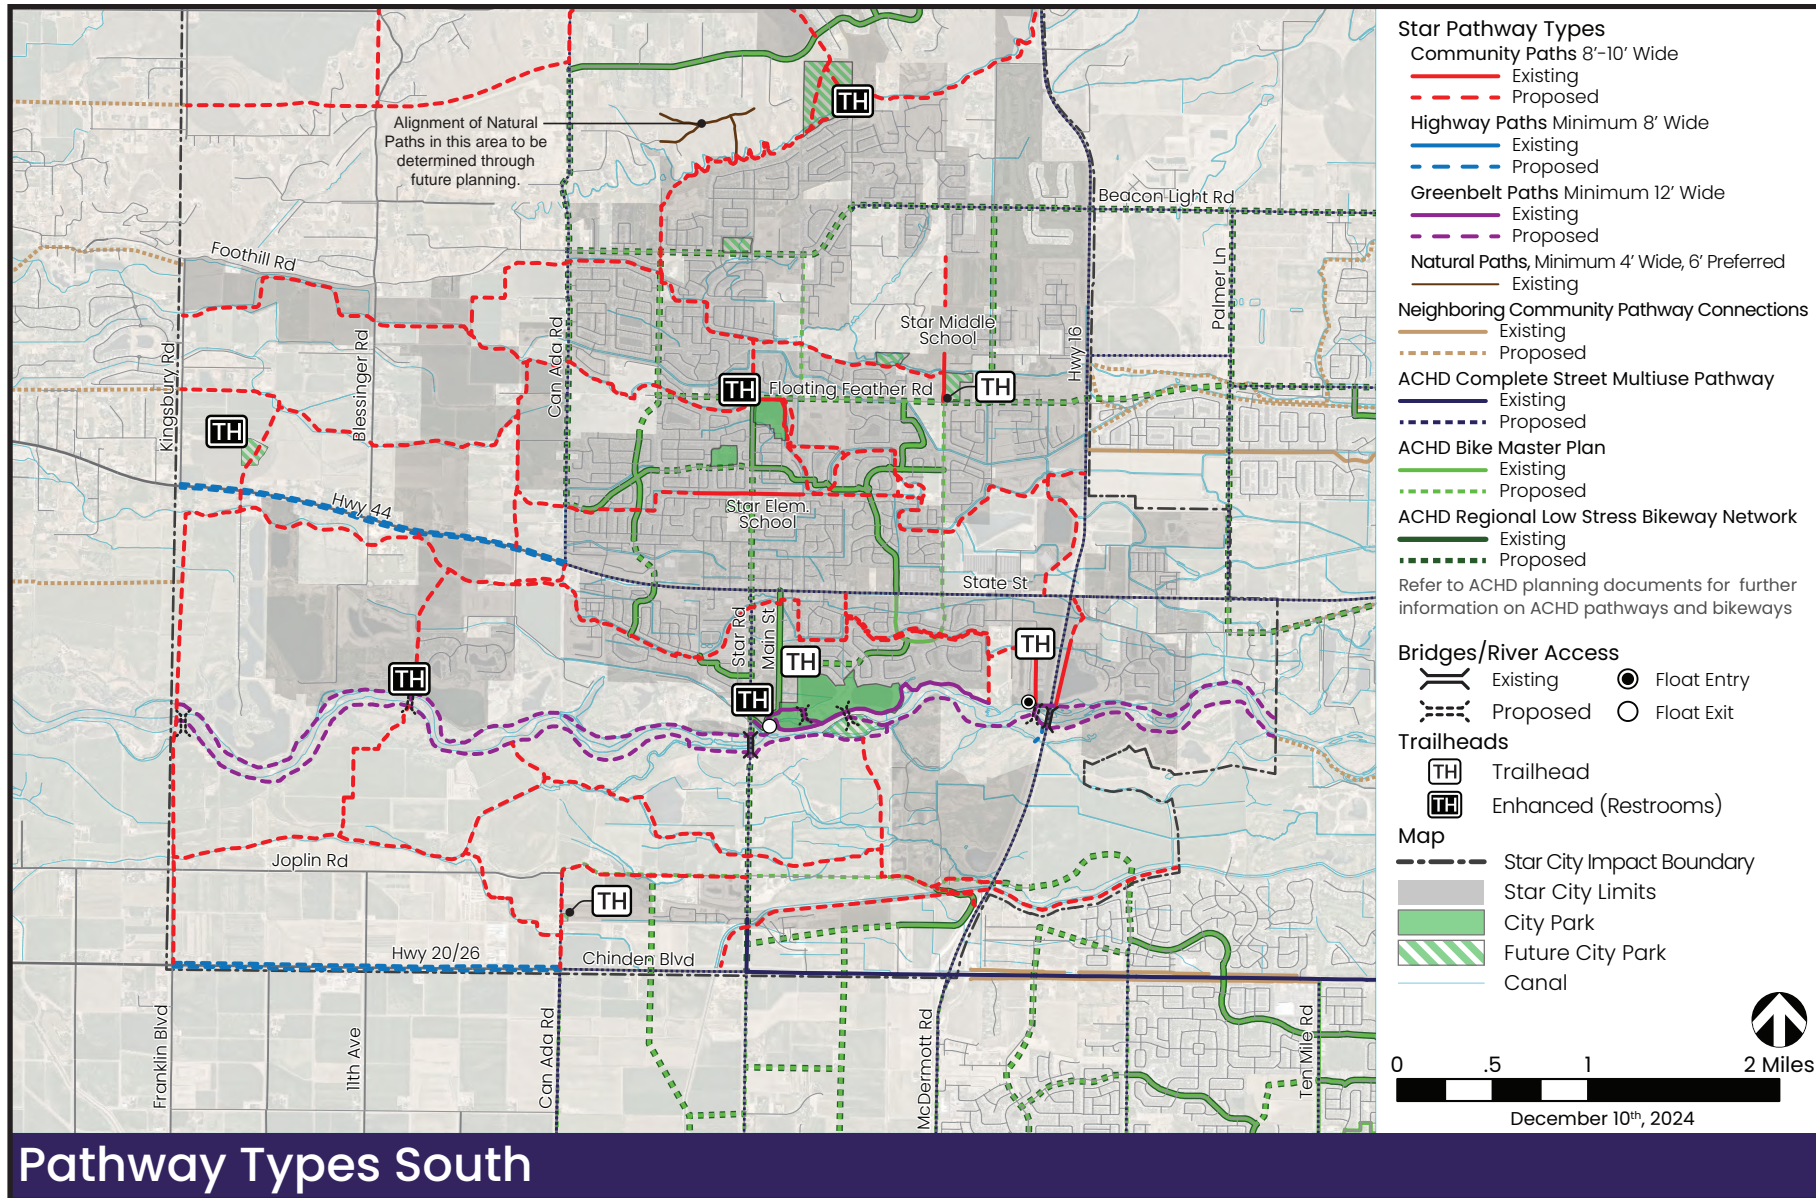 Star Pathway Types
Community Paths 8’-10’ Wide
Existing
Proposed
Highway Paths Minimum 8’ Wide
Existing
Proposed
Greenbelt Paths Minimum 12’ Wide
Existing
Proposed
Natural Paths, Minimum 4’ Wide, 6’ Preferred
Existing
Neighboring Community Pathway Connections
Existing
Proposed
ACHD Complete Street Multiuse Pathway
Existing
Proposed
ACHD Bike Master Plan
Existing
Proposed
ACHD Regional Low Stress Bikeway Network
Existing
Proposed
Refer to ACHD planning documents for further
information on ACHD pathways and bikeways
Bridges/River Access
Existing
Float Entry
Proposed
Float Exit
Trailheads
TH
Trailhead
TH
Enhanced (Restrooms)
Map
Star City Impact Boundary
Star City Limits
City Park
Future City Park
Canal
0 .5 1 2 Miles
December 10th, 2024
TH
Alignment of Natural
Paths in this area to be
determined through
future planning.
Beacon Light Rd
Foothill Rd
Palmer Ln
Star Middle
School
Kingsbury Rd
Blessinger Rd
Can Ada Rd
Hwy 16
TH
Floating Feather Rd
TH
TH
Hwy 44
Star Elem.
School
State St
Star Rd
Main St
TH
TH
TH
TH
Joplin Rd
TH
Hwy 20/26
Chinden Blvd
Franklin Blvd
11th Ave
Can Ada Rd
McDermott Rd
Ten Mile Rd
Pathway Types South